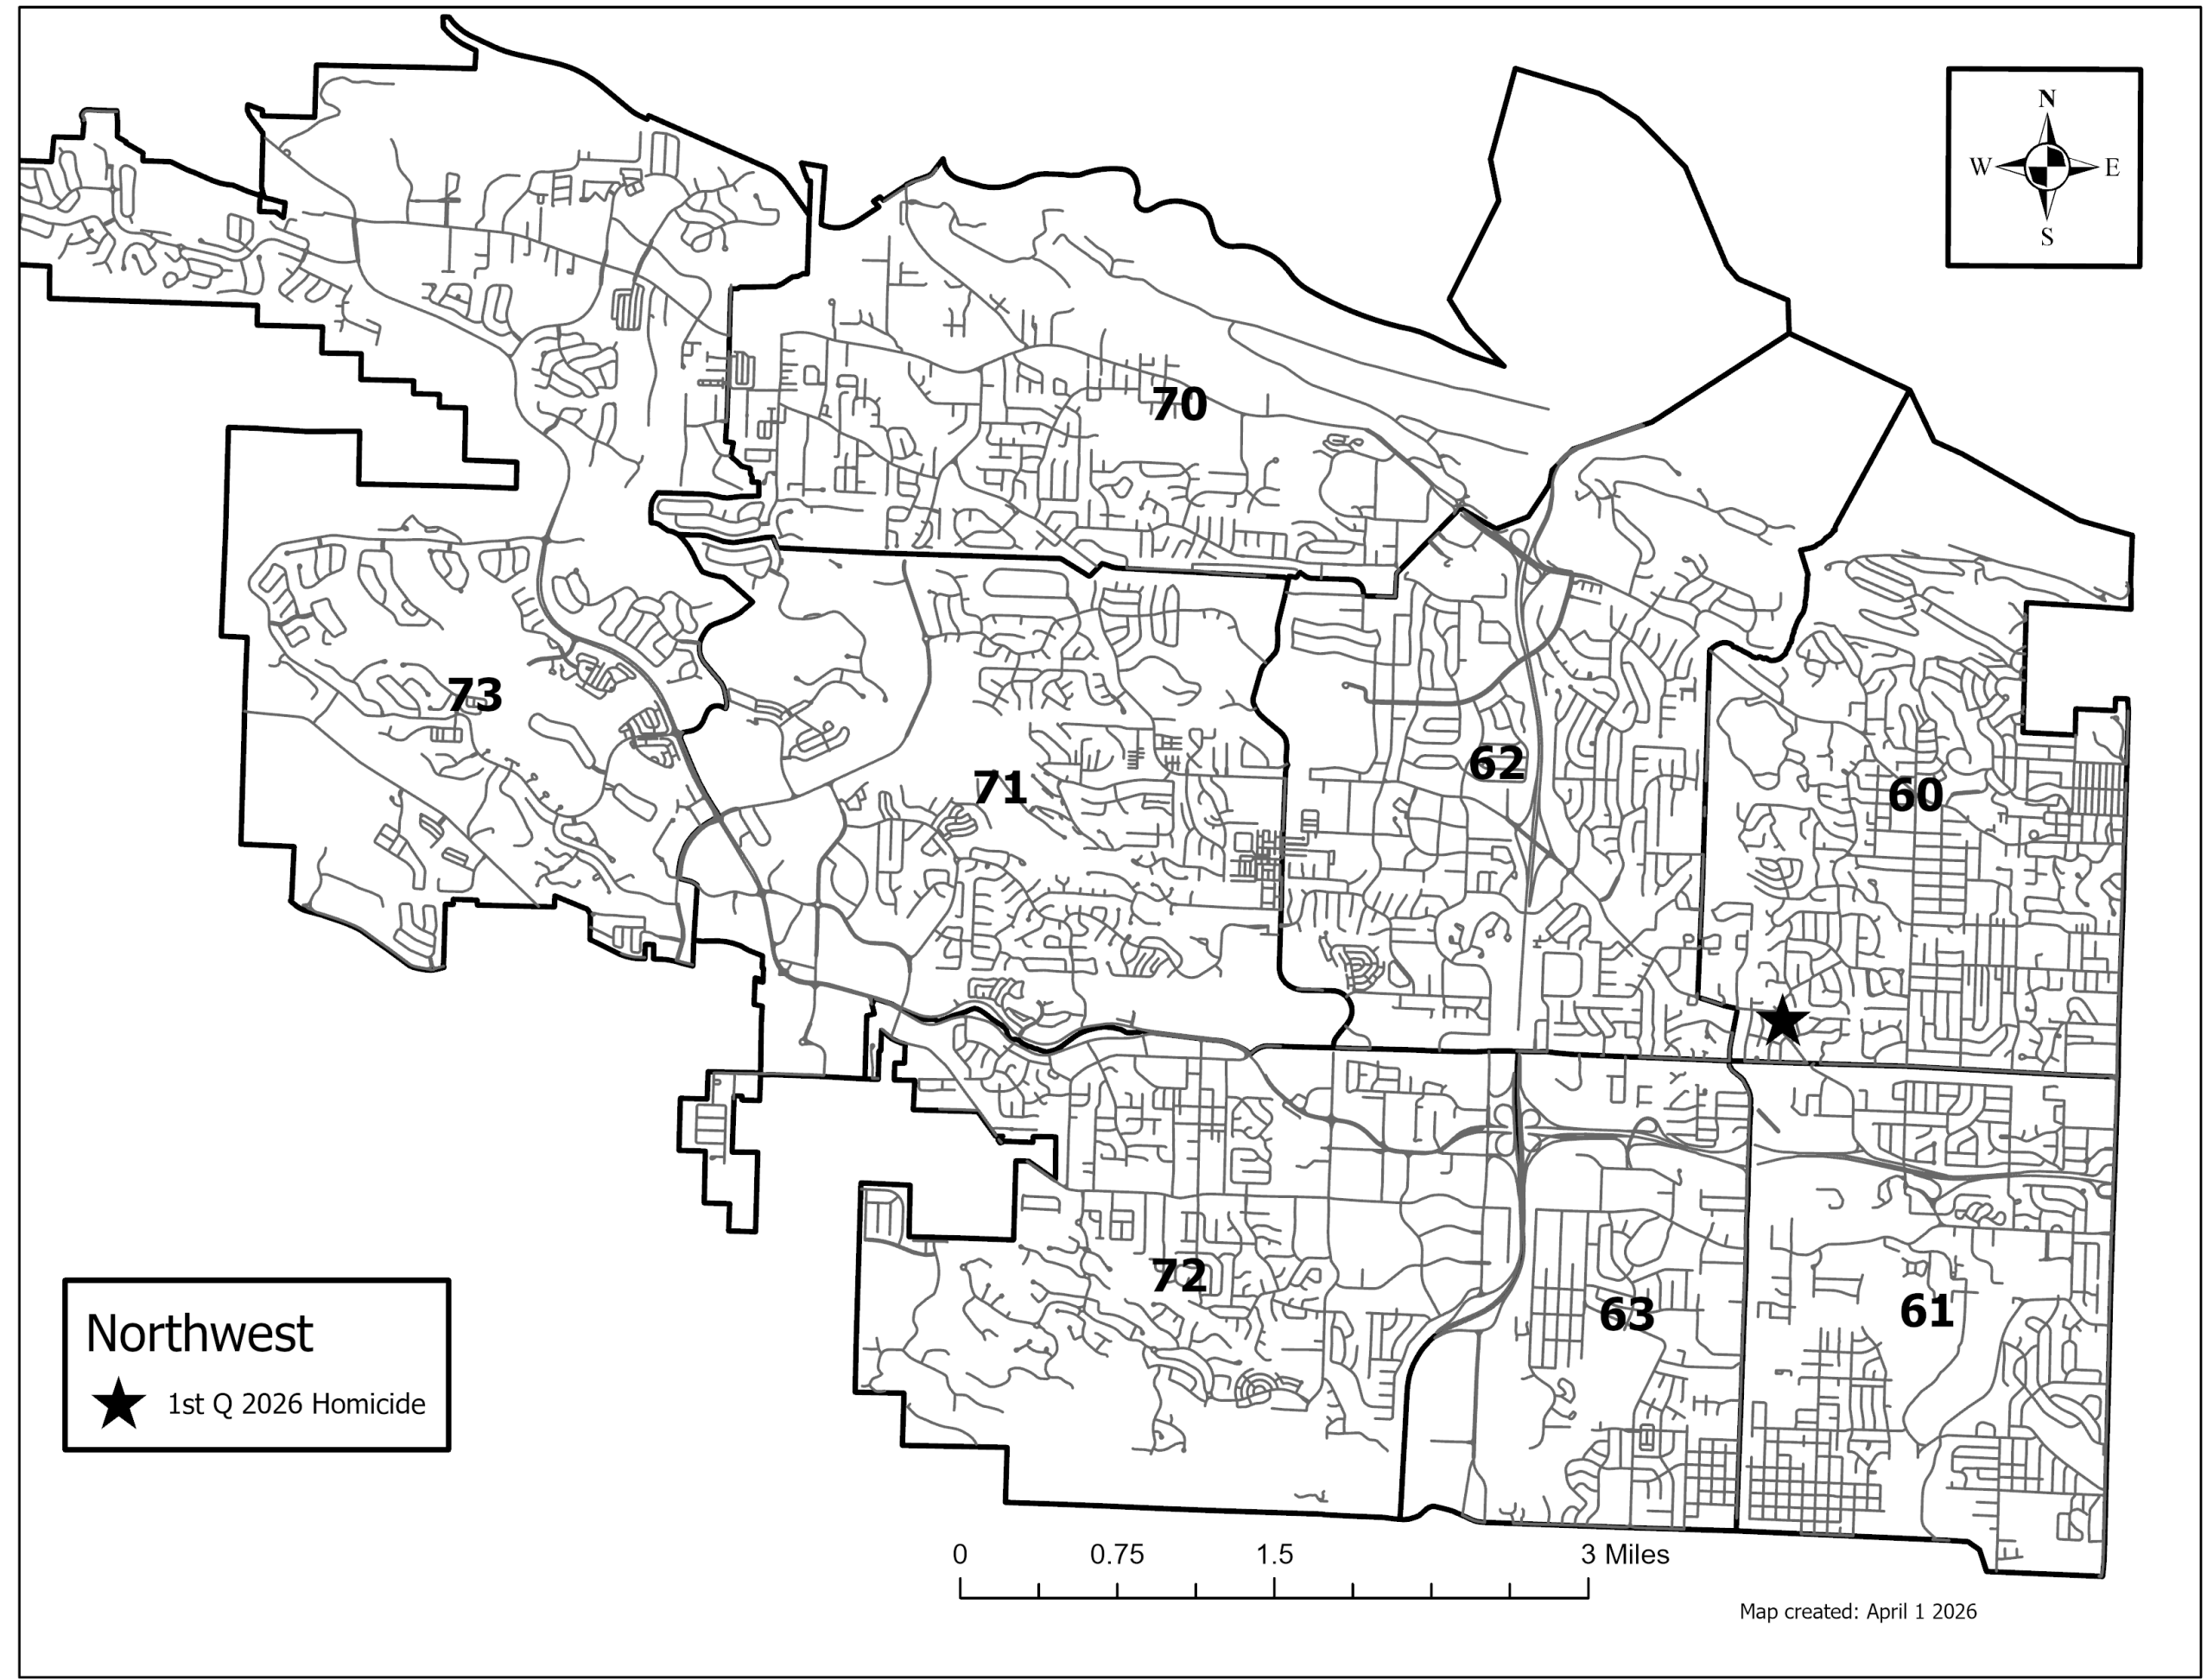 N
W E
S
70
73
71
62
60
72
63
61
Northwest
1st Q 2026 Homicide
0 0.75 1.5 3 Miles
Map created: April 1 2026